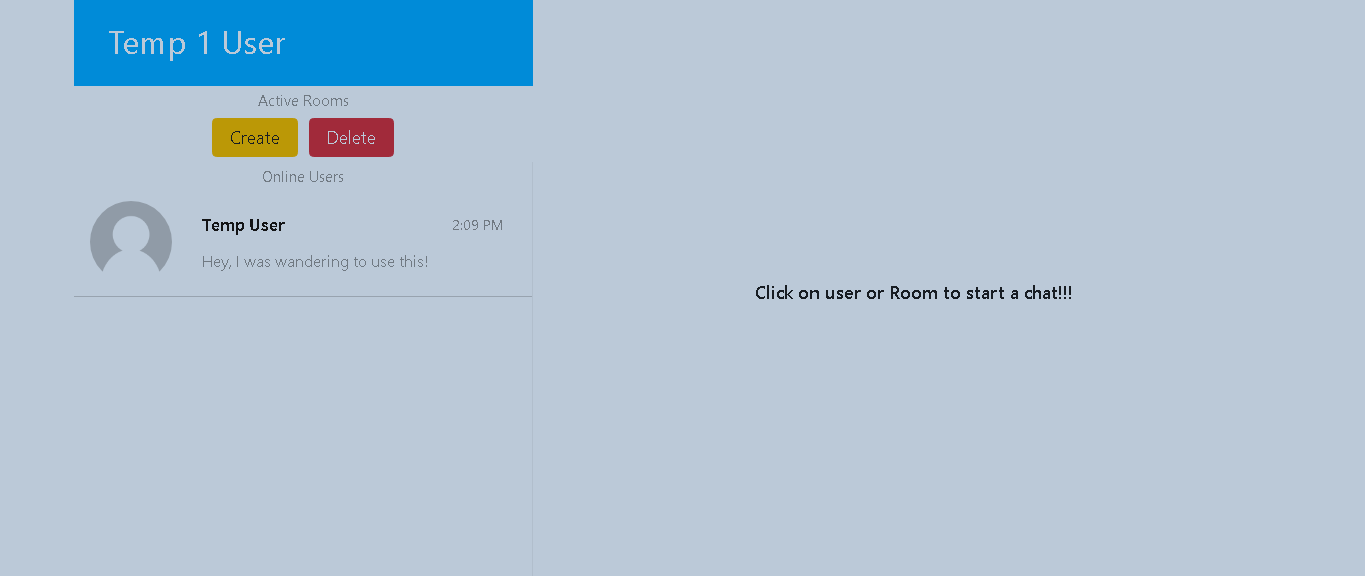 Temp 1 User
Active Rooms
Create Delete
Online Users
Temp User 2:09 PM
Hey, I was wandering to use this!
Click on user or Room to start a chat!!!